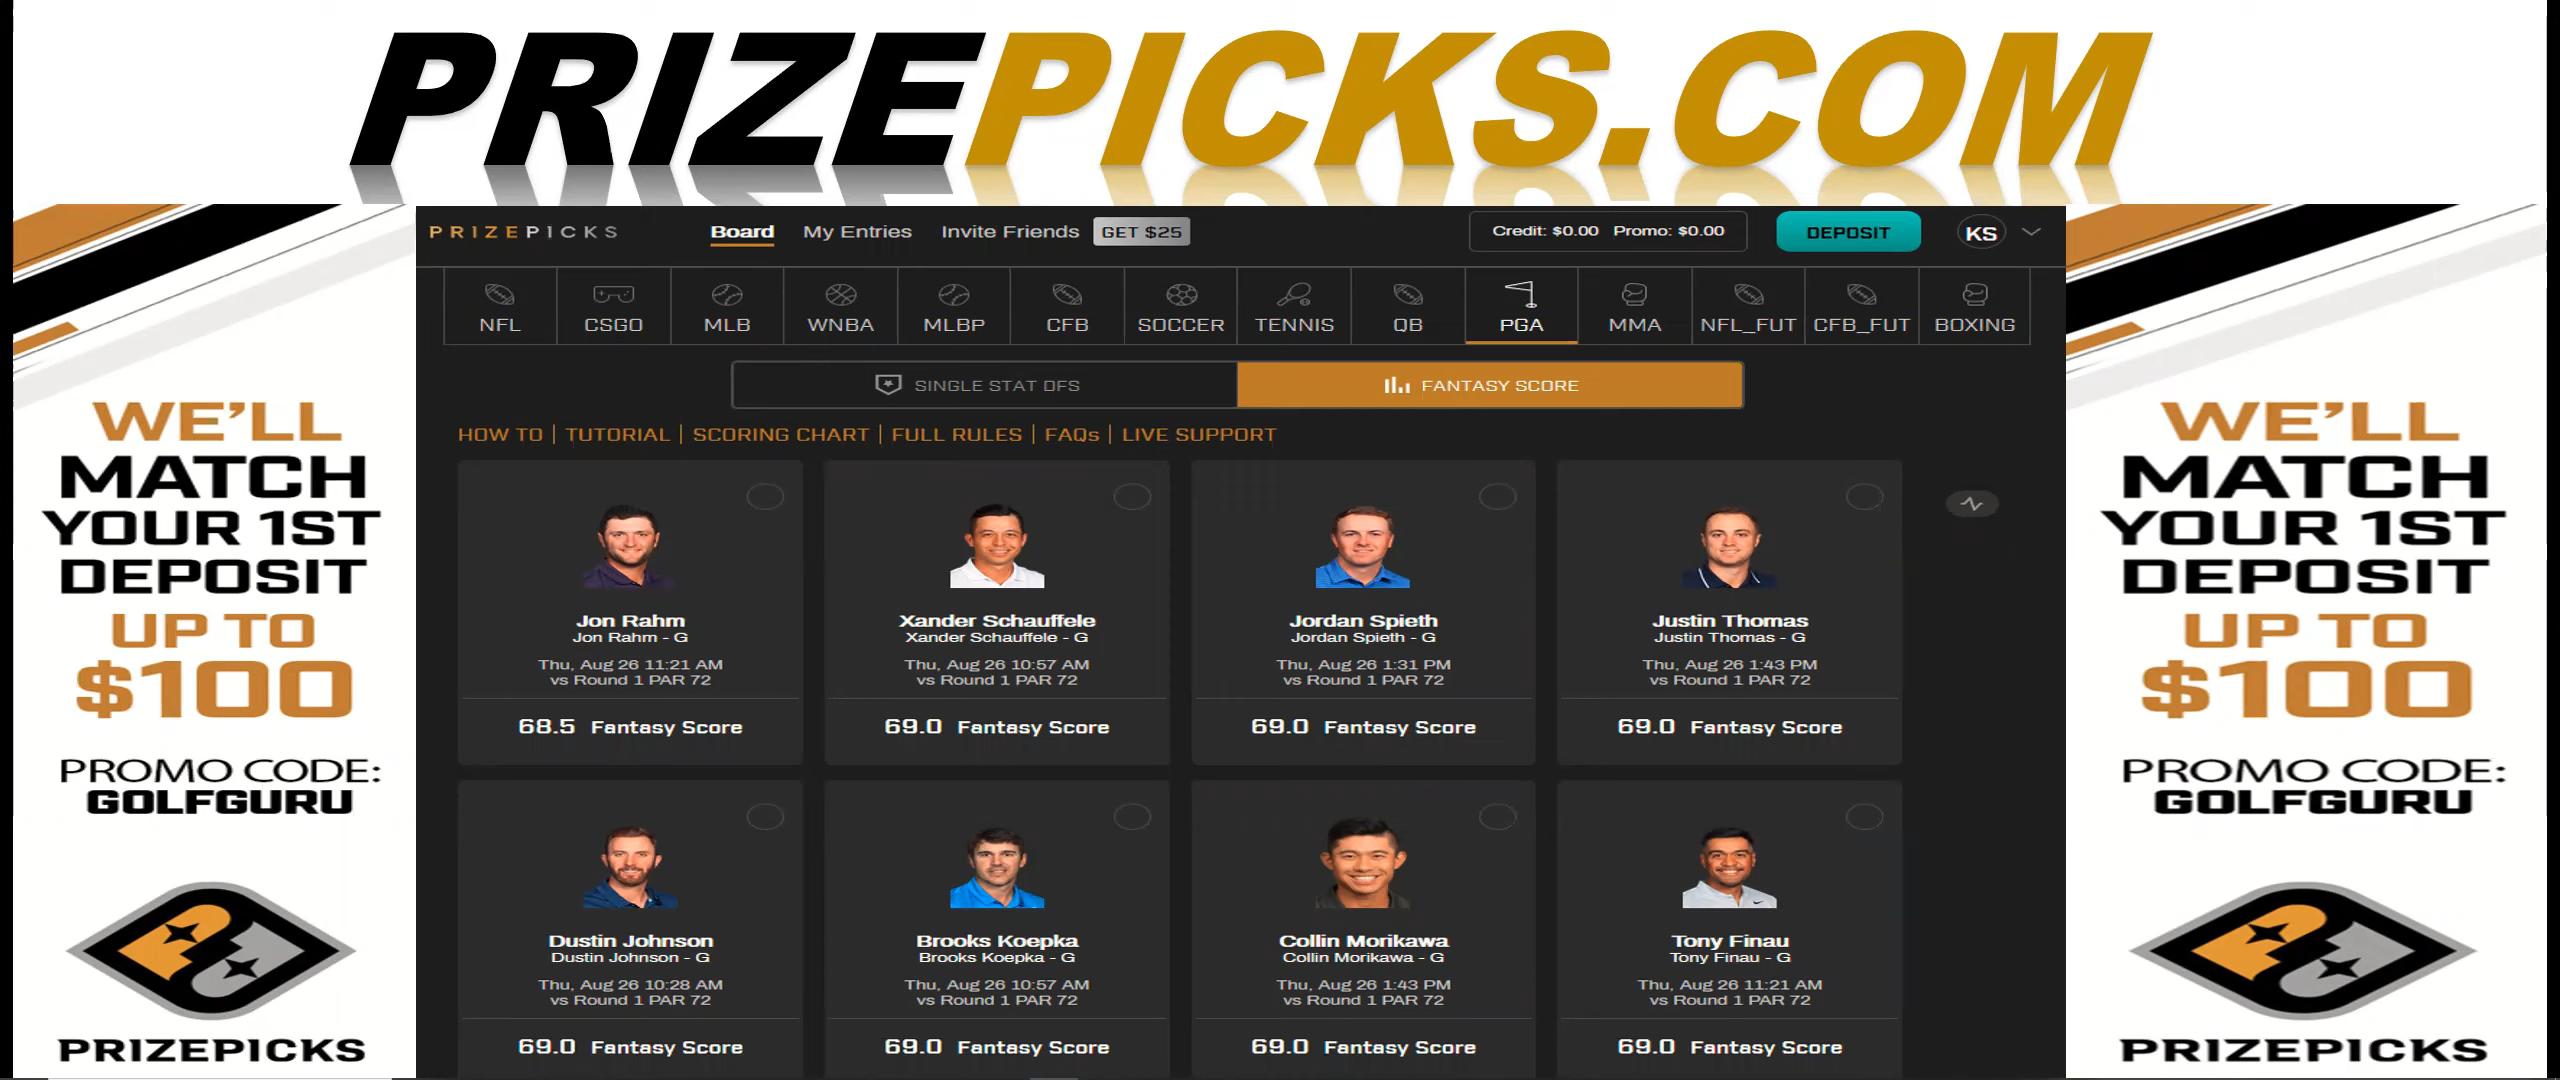 PRIZEPICKS.COM
WE'LL
MATCH
YOUR 1ST
DEPOSIT
UP TO
$100
PROMO CODE:
GOLFGURU
PRIZEPICKS
PRIZEPICKS Board My Entries Invite Friends GET $25 Credit: $0.00 Promo: $0.00 DEPOSIT KS
NFL CSGO MLB WNBA MLBP CFB SOCCER TENNIS QB PGA MMA NFL_FUT CFB_FUT BOXING
SINGLE STAT DFS FANTASY SCORE
HOW TO | TUTORIAL | SCORING CHART | FULL RULES | FAQs | LIVE SUPPORT
Jon Rahm
Jon Rahm - G
Thu, Aug 26 11:21 AM
vs Round 1 PAR 72
68.5 Fantasy Score
Xander Schauffele
Xander Schauffele - G
Thu, Aug 26 10:57 AM
vs Round 1 PAR 72
69.0 Fantasy Score
Jordan Spieth
Jordan Spieth - G
Thu, Aug 26 1:31 PM
vs Round 1 PAR 72
69.0 Fantasy Score
Justin Thomas
Justin Thomas - G
Thu, Aug 26 1:43 PM
vs Round 1 PAR 72
69.0 Fantasy Score
Dustin Johnson
Dustin Johnson - G
Thu, Aug 26 10:28 AM
vs Round 1 PAR 72
69.0 Fantasy Score
Brooks Koepka
Brooks Koepka - G
Thu, Aug 26 10:57 AM
vs Round 1 PAR 72
69.0 Fantasy Score
Collin Morikawa
Collin Morikawa - G
Thu, Aug 26 1:43 PM
vs Round 1 PAR 72
69.0 Fantasy Score
Tony Finau
Tony Finau - G
Thu, Aug 26 11:21 AM
vs Round 1 PAR 72
69.0 Fantasy Score
WE'LL
MATCH
YOUR 1ST
DEPOSIT
UP TO
$100
PROMO CODE:
GOLFGURU
PRIZEPICKS